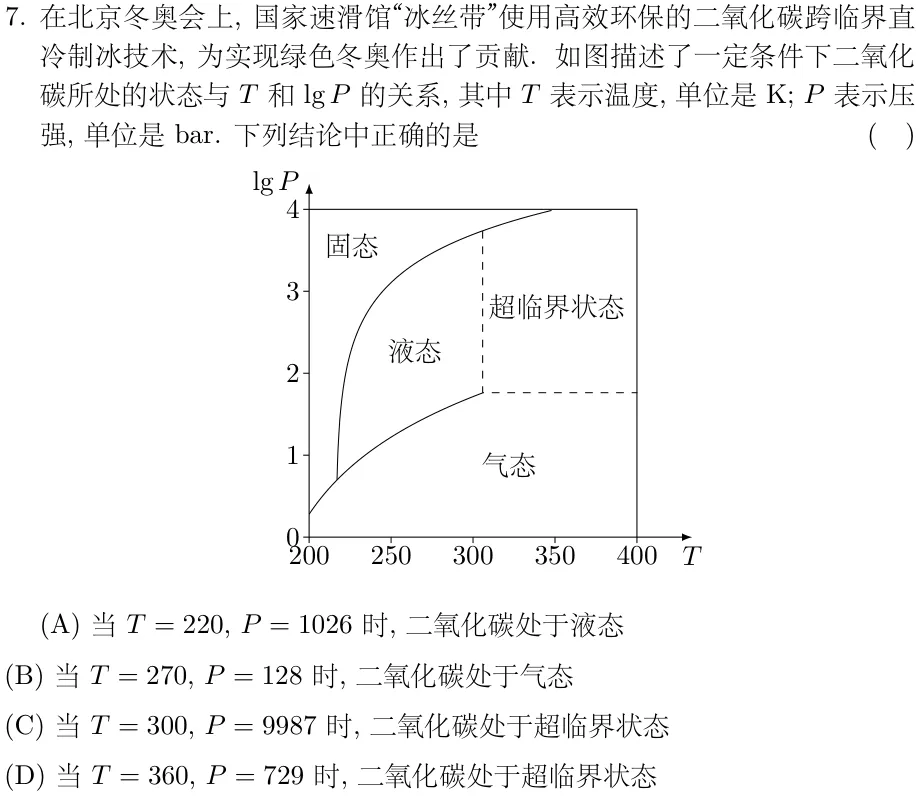 7. 在北京冬奥会上, 国家速滑馆“冰丝带”使用高效环保的二氧化碳跨临界直
冷制冰技术, 为实现绿色冬奥作出了贡献. 如图描述了一定条件下二氧化
碳所处的状态与 T 和 lg P 的关系, 其中 T 表示温度, 单位是 K; P 表示压
强, 单位是 bar. 下列结论中正确的是 ( )
lg P
4
固态
3
超临界状态
液态
2
1
气态
0
200 250 300 350 400 T
(A) 当 T = 220, P = 1026 时, 二氧化碳处于液态
(B) 当 T = 270, P = 128 时, 二氧化碳处于气态
(C) 当 T = 300, P = 9987 时, 二氧化碳处于超临界状态
(D) 当 T = 360, P = 729 时, 二氧化碳处于超临界状态